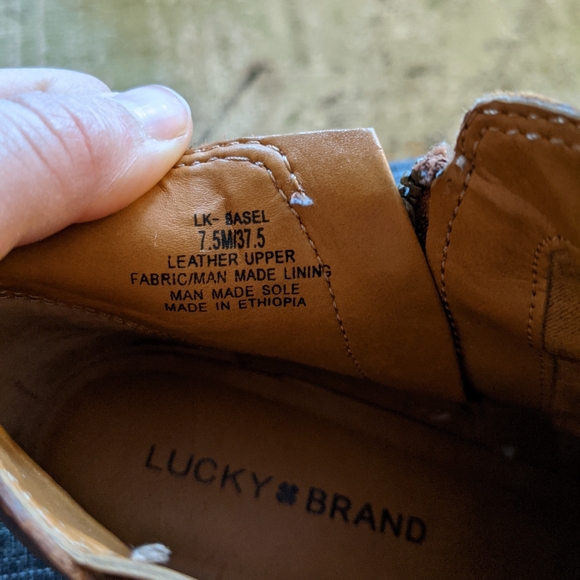 LK- BASEL
7.5M/37.5
LEATHER UPPER
FABRIC/MAN MADE LINING
MAN MADE SOLE
MADE IN ETHIOPIA
LUCKY BRAND